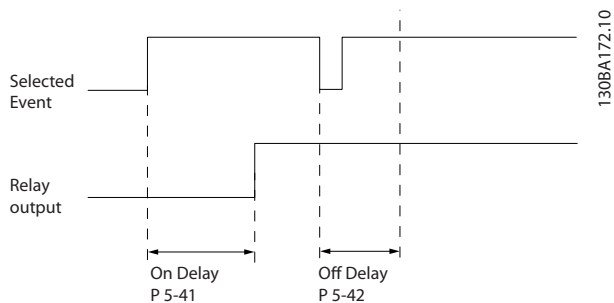 Selected
Event
Relay
output
On Delay
P 5-41
Off Delay
P 5-42
130BA172.10